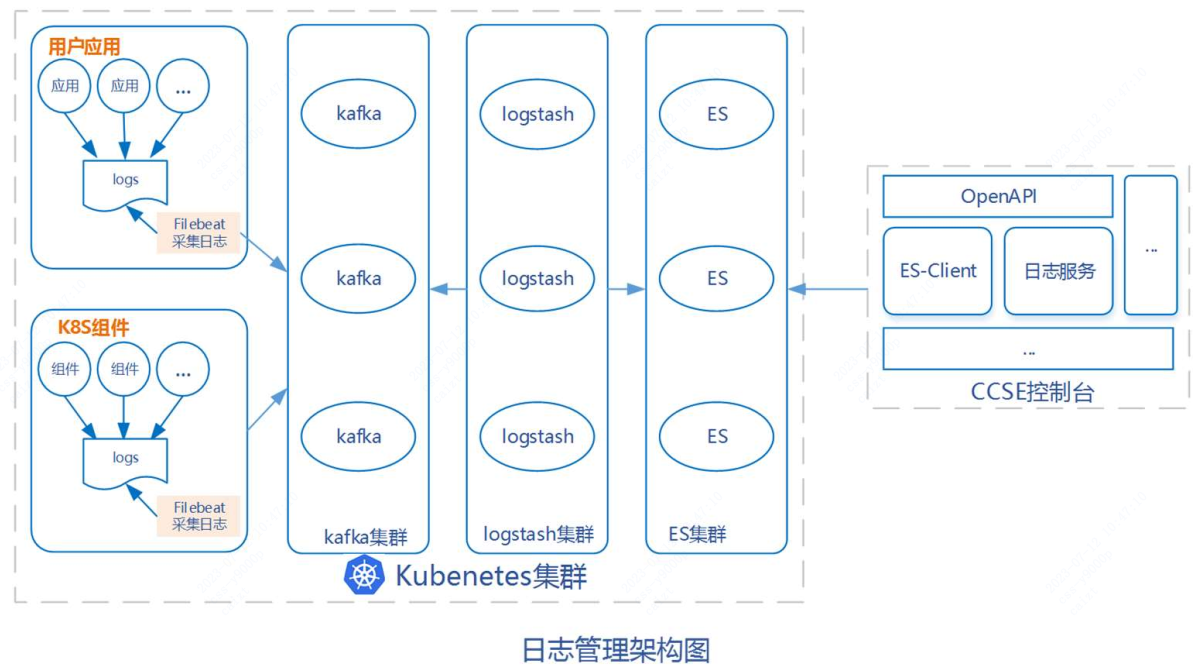 用户应用
应用
应用
...
logs
Filebeat
采集日志
K8S组件
组件
组件
...
logs
Filebeat
采集日志
kafka
kafka
kafka
kafka集群
logstash
logstash
logstash
logstash集群
ES
ES
ES
ES集群
Kubenetes集群
OpenAPI
ES-Client
日志服务
...
...
CCSE控制台
日志管理架构图